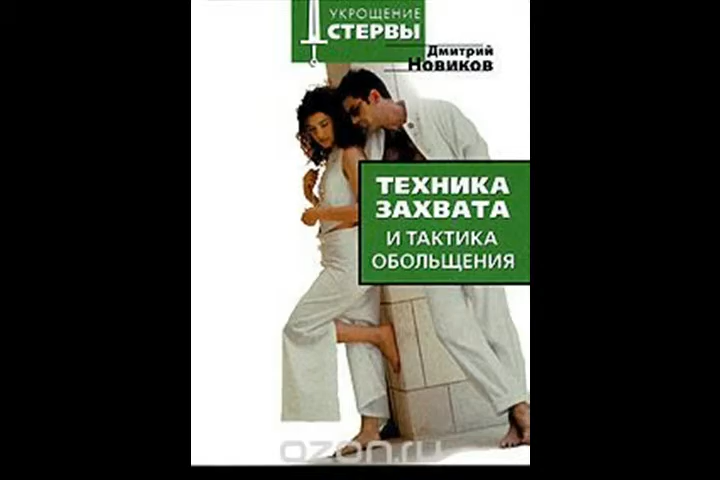 УКРОЩЕНИЕ
СТЕРВЫ
Дмитрий
Новиков
ТЕХНИКА
ЗАХВАТА
И ТАКТИКА
ОБОЛЬЩЕНИЯ
ozon.ru